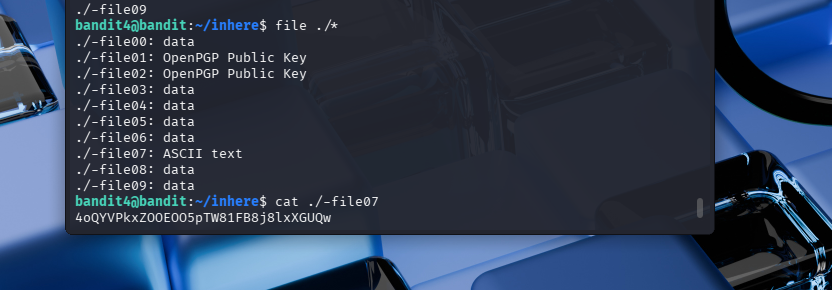 ./-file09
bandit4@bandit:~/inhere$ file ./*
./-file00: data
./-file01: OpenPGP Public Key
./-file02: OpenPGP Public Key
./-file03: data
./-file04: data
./-file05: data
./-file06: data
./-file07: ASCII text
./-file08: data
./-file09: data
bandit4@bandit:~/inhere$ cat ./-file07
4oQYVPkxZOOEOO5pTW81FB8j8lxXGUQw